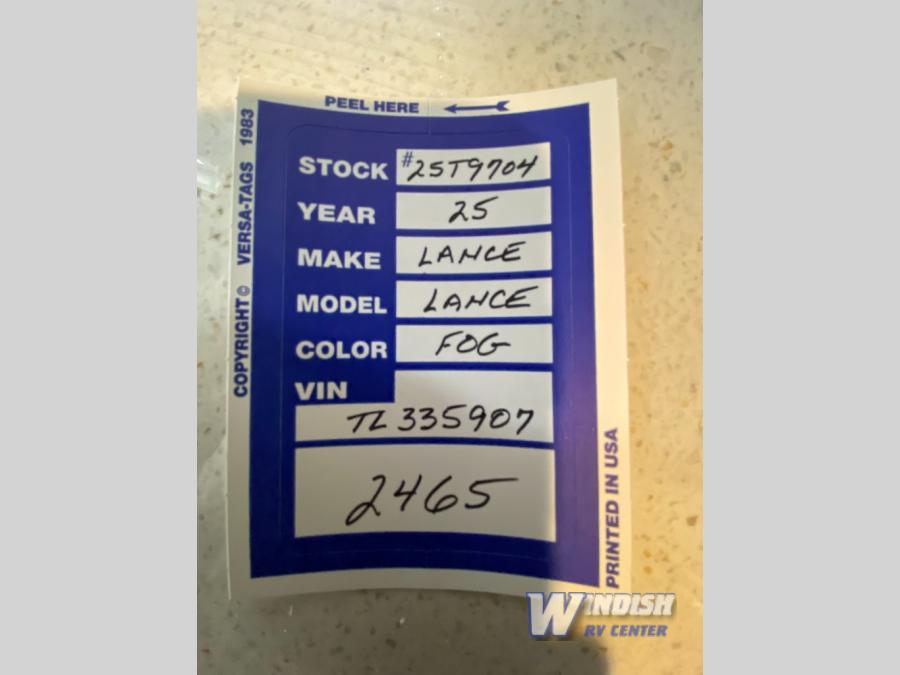 PEEL HERE
COPYRIGHT© VERSA-TAGS 1983
STOCK #25T9704
YEAR 25
MAKE LANCE
MODEL LANCE
COLOR FOG
VIN
TL335907
2465
PRINTED IN USA
WINDISH
RV CENTER